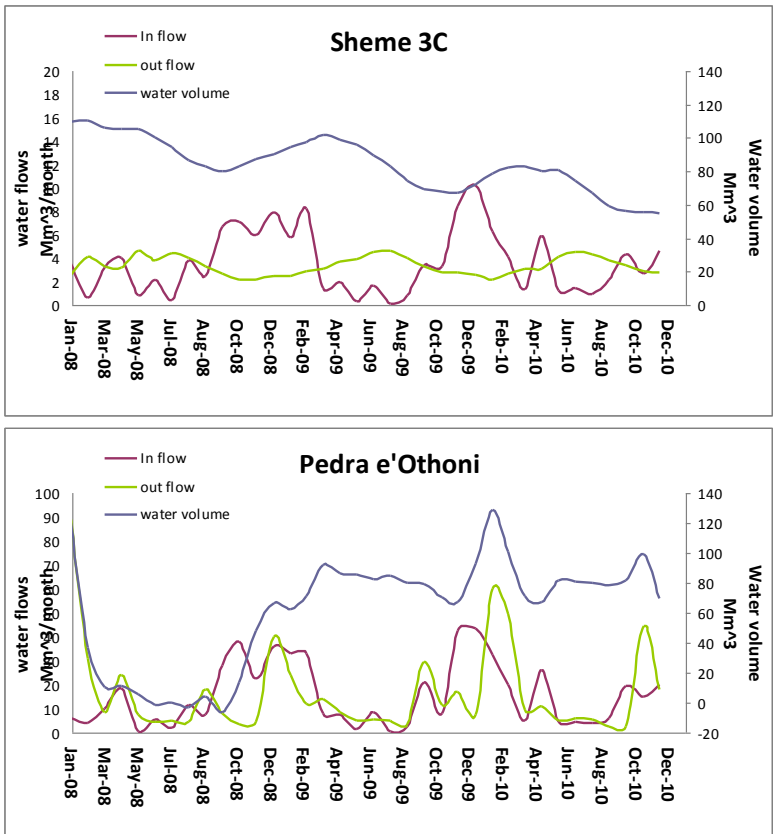 Sheme 3C
In flow
out flow
water volume
water flows
Mm^3/month
20
18
16
14
12
10
8
6
4
2
0
140
120
100
80
60
40
20
0
Water volume
Mm^3
Jan-08
Mar-08
May-08
Jul-08
Aug-08
Oct-08
Dec-08
Feb-09
Apr-09
Jun-09
Aug-09
Oct-09
Dec-09
Feb-10
Apr-10
Jun-10
Aug-10
Oct-10
Dec-10
Pedra e'Othoni
In flow
out flow
water volume
water flows
Mm^3/month
100
90
80
70
60
50
40
30
20
10
0
140
120
100
80
60
40
20
0
-20
Water volume
Mm^3
Jan-08
Mar-08
May-08
Jul-08
Aug-08
Oct-08
Dec-08
Feb-09
Apr-09
Jun-09
Aug-09
Oct-09
Dec-09
Feb-10
Apr-10
Jun-10
Aug-10
Oct-10
Dec-10